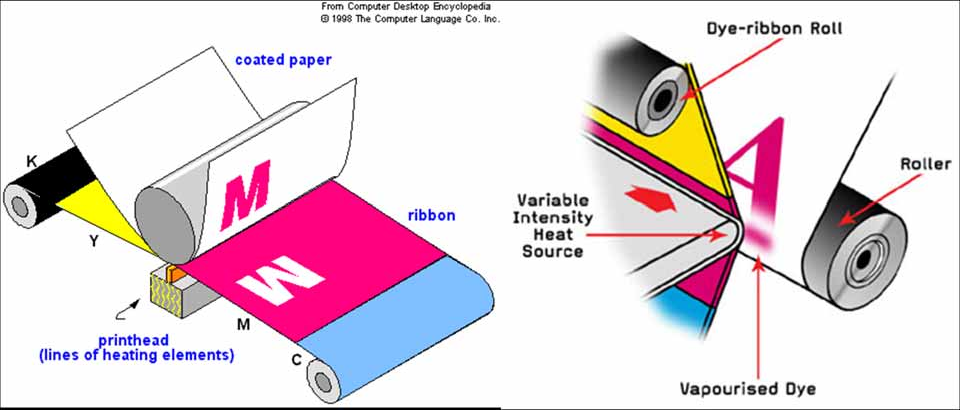 From Computer Desktop Encyclopedia
© 1998 The Computer Language Co. Inc.
coated paper
K
M
Y
ribbon
M
M
C
printhead
(lines of heating elements)
Dye-ribbon Roll
A
Roller
Variable
Intensity
Heat
Source
Vapourised Dye